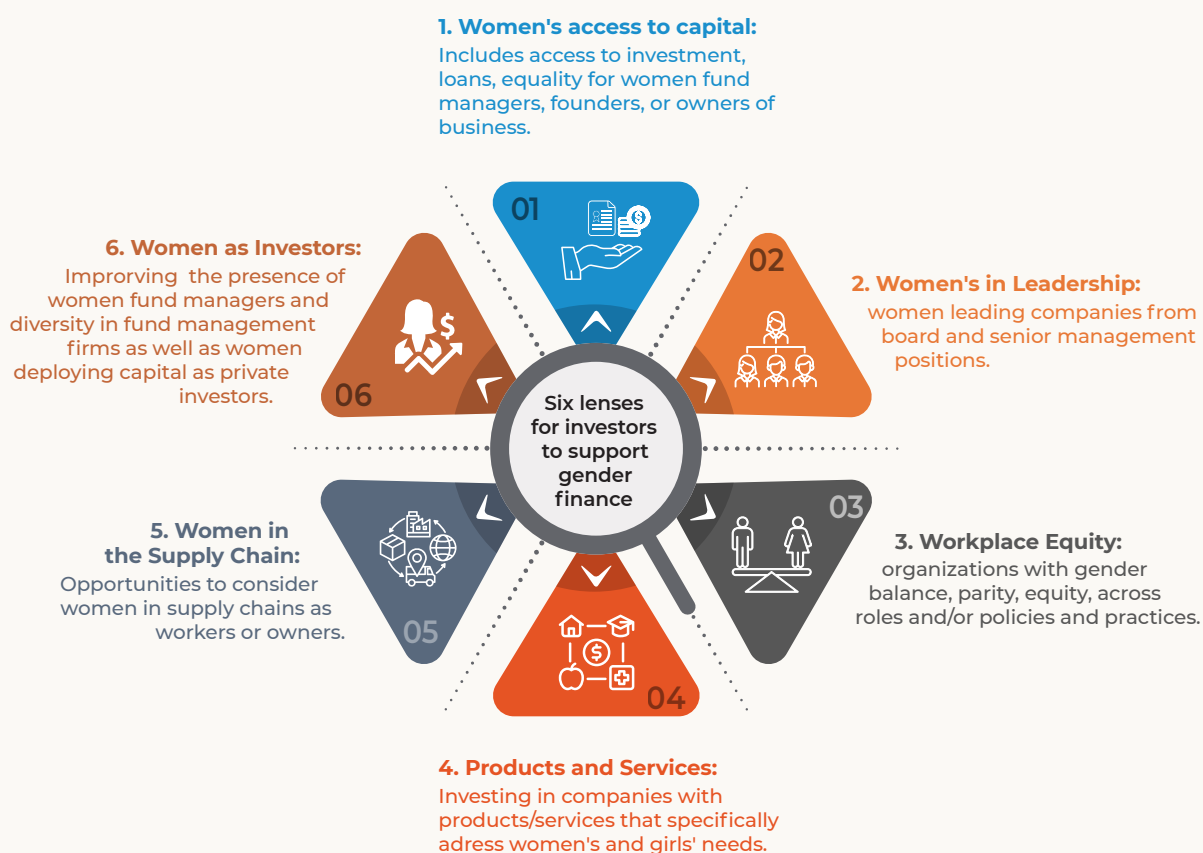 1. Women's access to capital:
Includes access to investment,
loans, equality for women fund
managers, founders, or owners of
business.
01
02
2. Women's in Leadership:
women leading companies from
board and senior management
positions.
03
3. Workplace Equity:
organizations with gender
balance, parity, equity, across
roles and/or policies and practices.
04
4. Products and Services:
Investing in companies with
products/services that specifically
adress women's and girls' needs.
05
5. Women in
the Supply Chain:
Opportunities to consider
women in supply chains as
workers or owners.
06
6. Women as Investors:
Improrving the presence of
women fund managers and
diversity in fund management
firms as well as women
deploying capital as private
investors.
Six lenses
for investors
to support
gender
finance
$
$
$